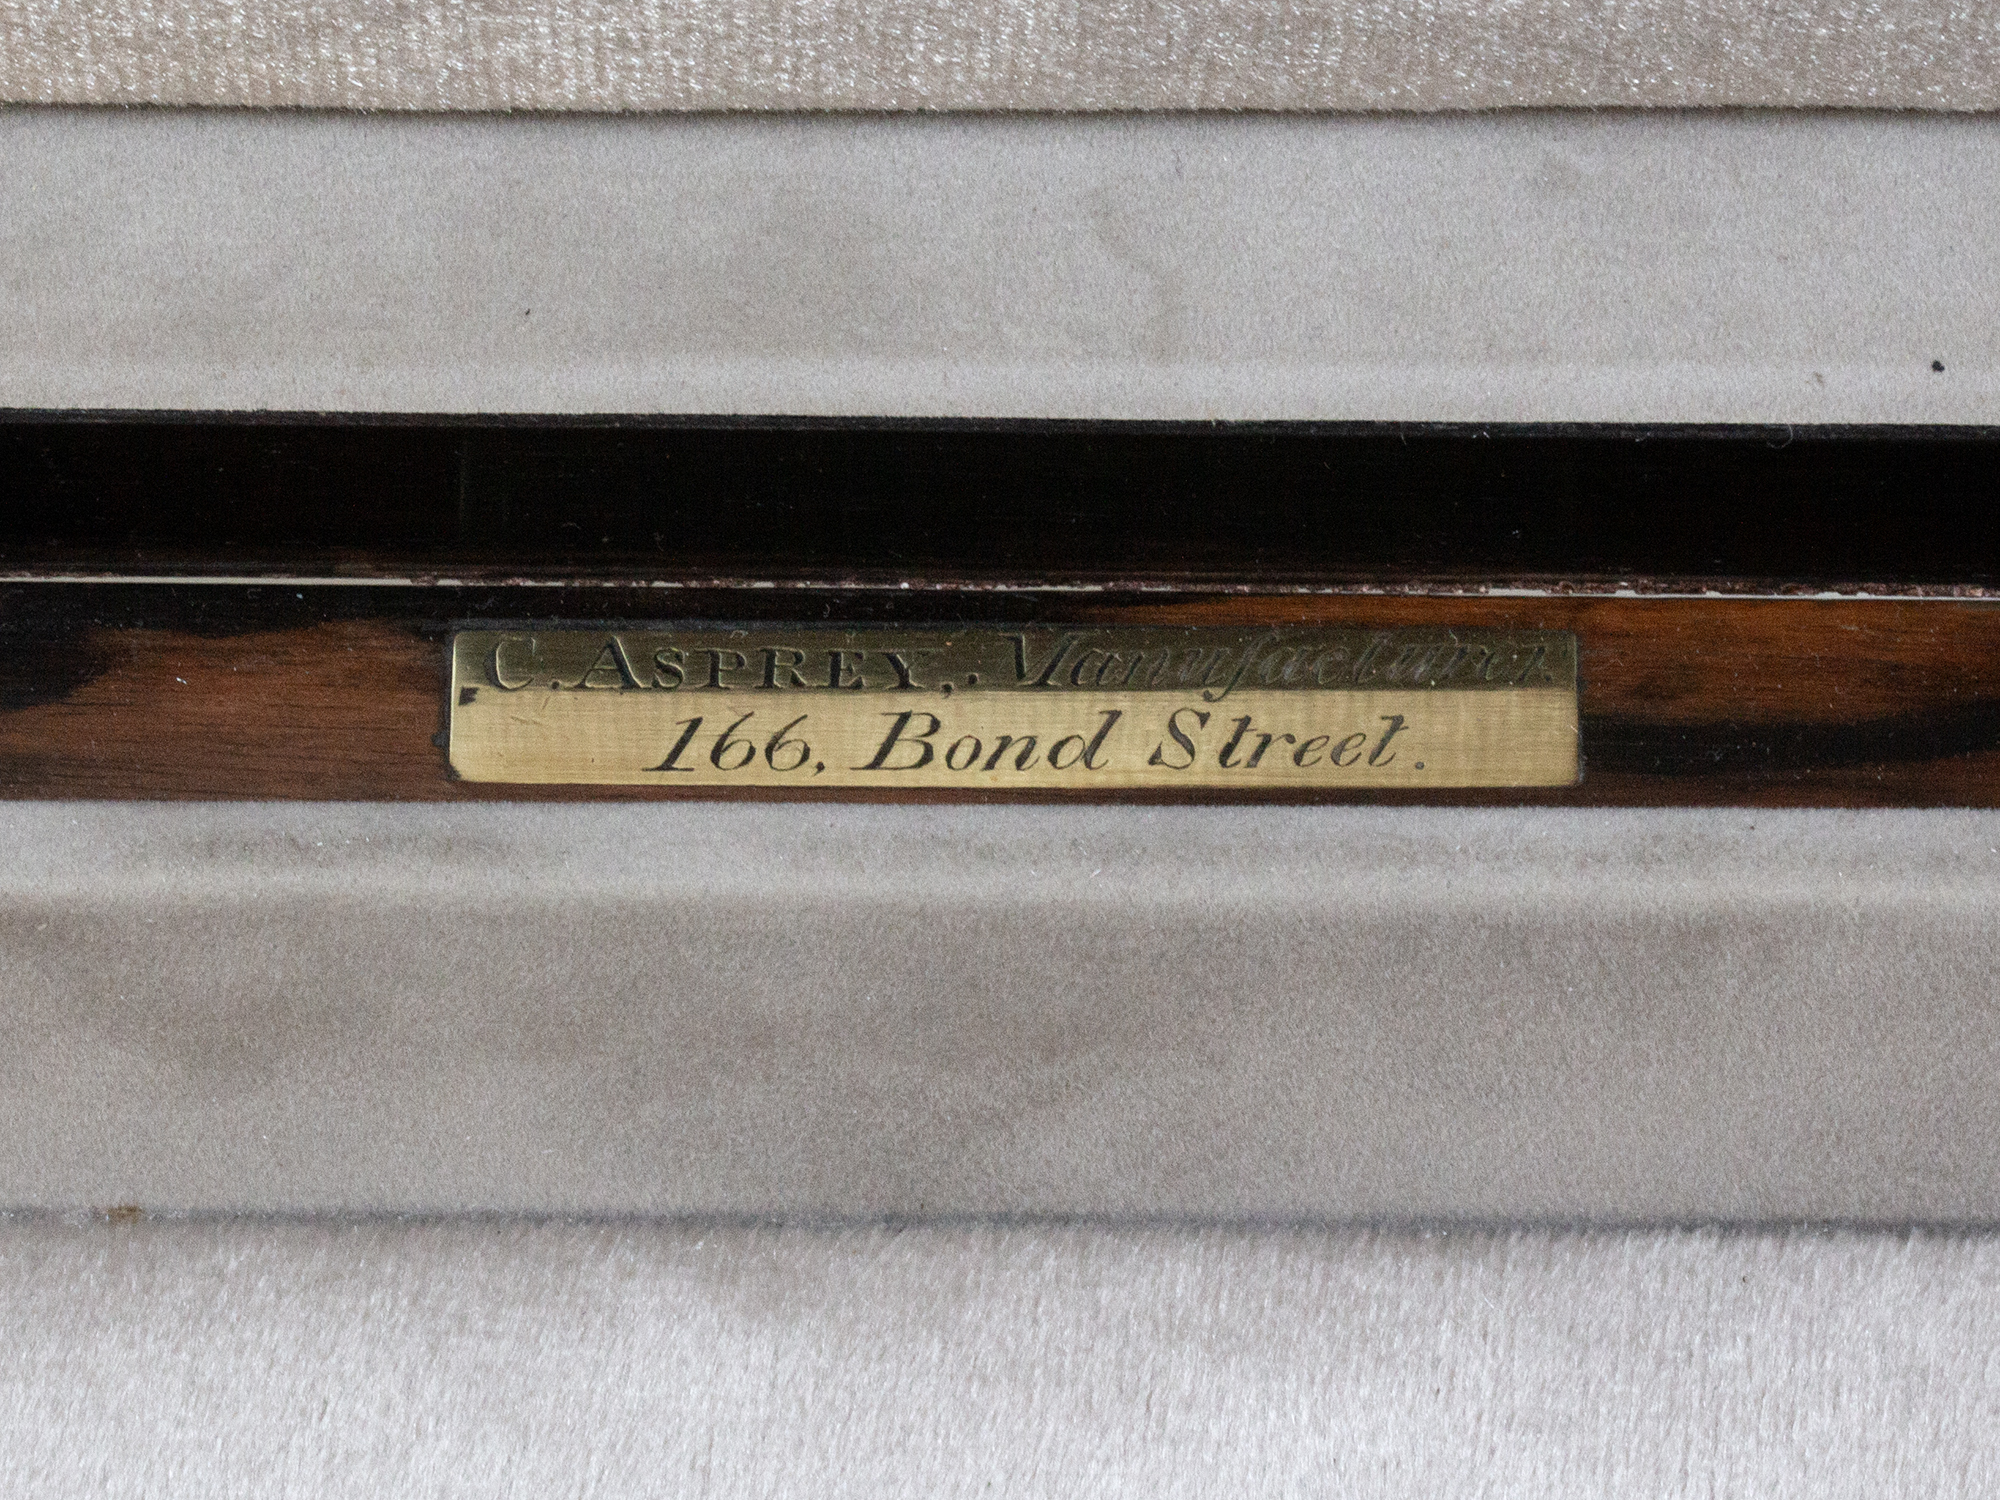 C. ASPREY, Manufacturer
166, Bond Street.